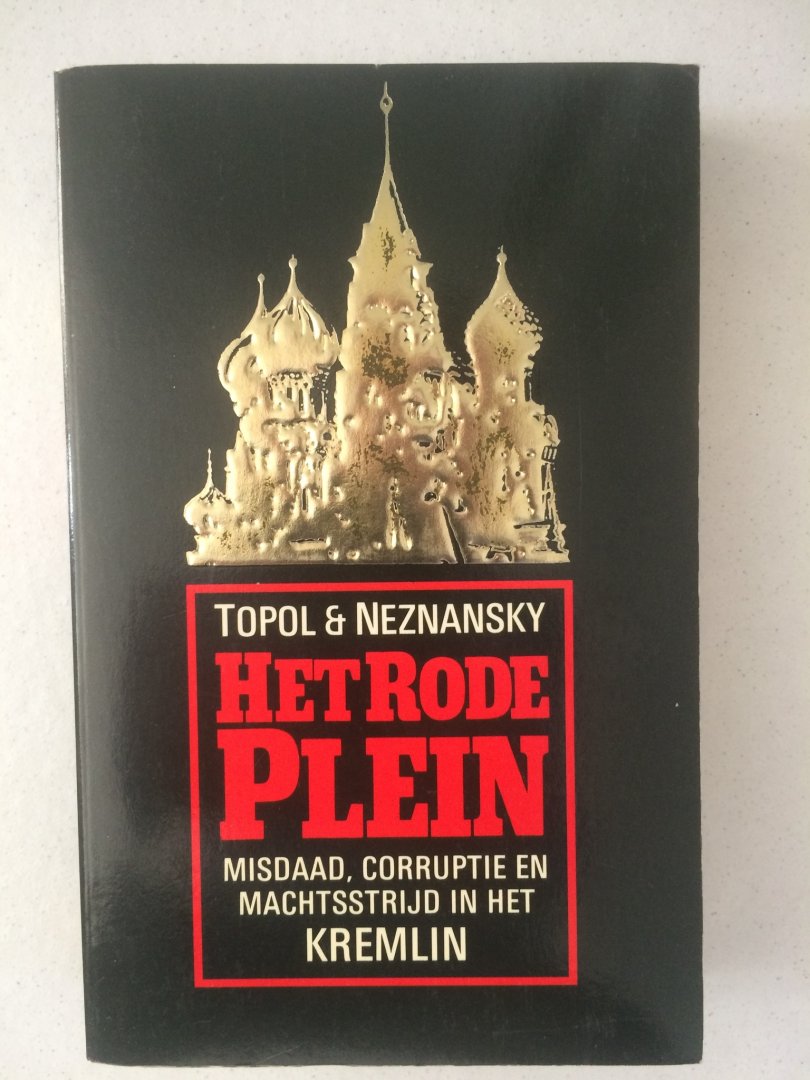 TOPOL & NEZNANSKY
HET RODE
PLEIN
MISDAAD, CORRUPTIE EN
MACHTSSTRIJD IN HET
KREMLIN